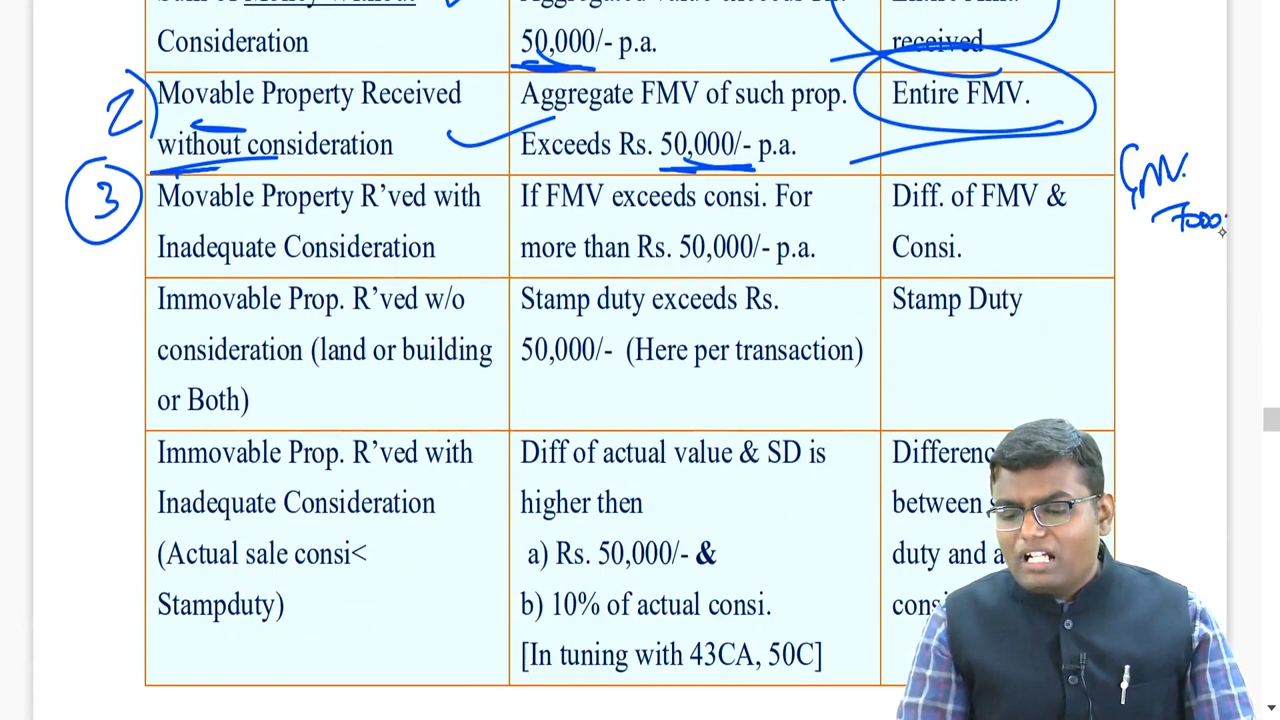 Consideration
50,000/- p.a.
received
2)
Movable Property Received
without consideration
Aggregate FMV of such prop.
Exceeds Rs. 50,000/- p.a.
Entire FMV.
3
Movable Property R’ved with
Inadequate Consideration
If FMV exceeds consi. For
more than Rs. 50,000/- p.a.
Diff. of FMV &
Consi.
7000
Immovable Prop. R’ved w/o
consideration (land or building
or Both)
Stamp duty exceeds Rs.
50,000/- (Here per transaction)
Stamp Duty
Immovable Prop. R’ved with
Inadequate Consideration
(Actual sale consi<
Stampduty)
Diff of actual value & SD is
higher then
a) Rs. 50,000/- &
b) 10% of actual consi.
[In tuning with 43CA, 50C]
between
duty and